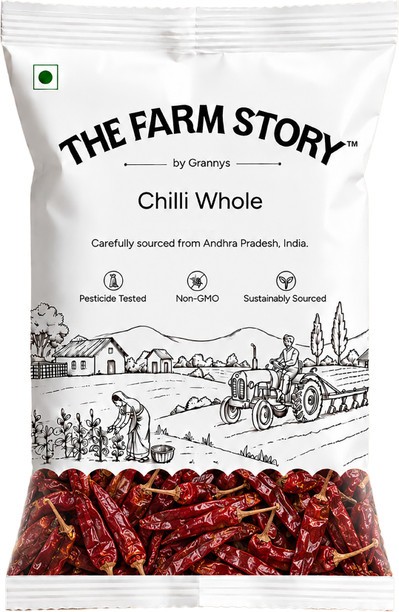 THE FARM STORY™
by Grannys
Chilli Whole
Carefully sourced from Andhra Pradesh, India.
Pesticide Tested Non-GMO Sustainably Sourced